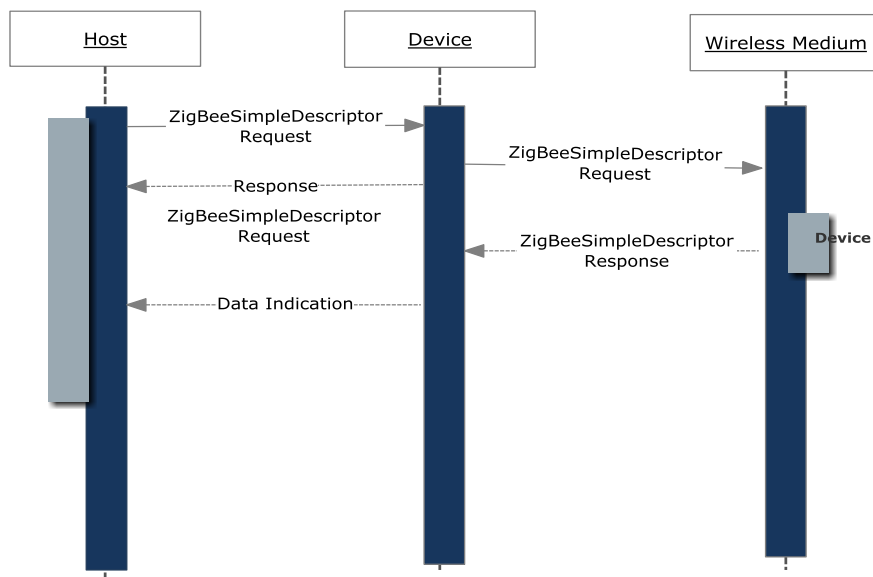 Host
Device
Wireless Medium
ZigBeeSimpleDescriptor
Request
ZigBeeSimpleDescriptor
Request
Response
ZigBeeSimpleDescriptor
Request
ZigBeeSimpleDescriptor
Response
Device
Data Indication